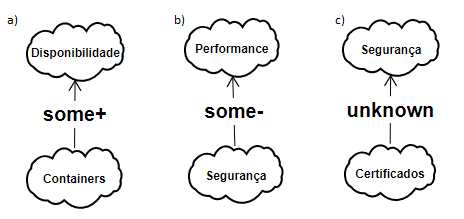 a) b) c)
Disponibilidade Performance Segurança
some+ some- unknown
Containers Segurança Certificados